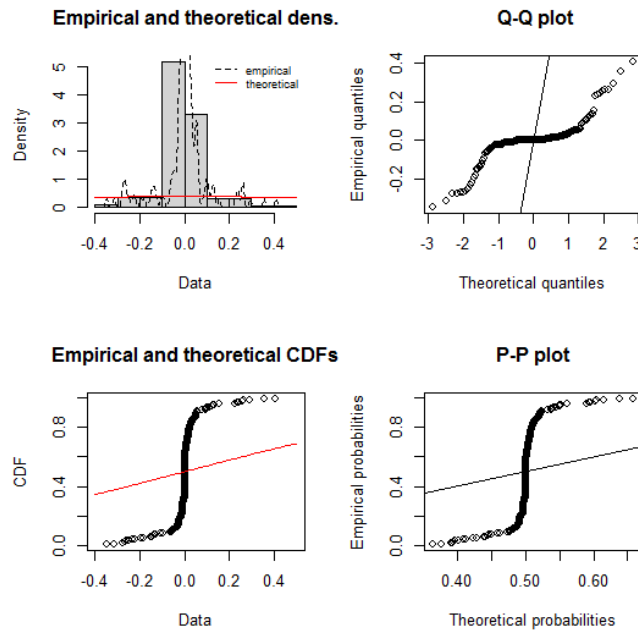 Empirical and theoretical dens.
Density
0 1 2 3 4 5
empirical
theoretical
-0.4 -0.2 0.0 0.2 0.4
Data
Q-Q plot
Empirical quantiles
-0.2 0.0 0.2 0.4
-3 -2 -1 0 1 2 3
Theoretical quantiles
Empirical and theoretical CDFs
CDF
0.0 0.4 0.8
-0.4 -0.2 0.0 0.2 0.4
Data
P-P plot
Empirical probabilities
0.0 0.4 0.8
0.40 0.50 0.60
Theoretical probabilities